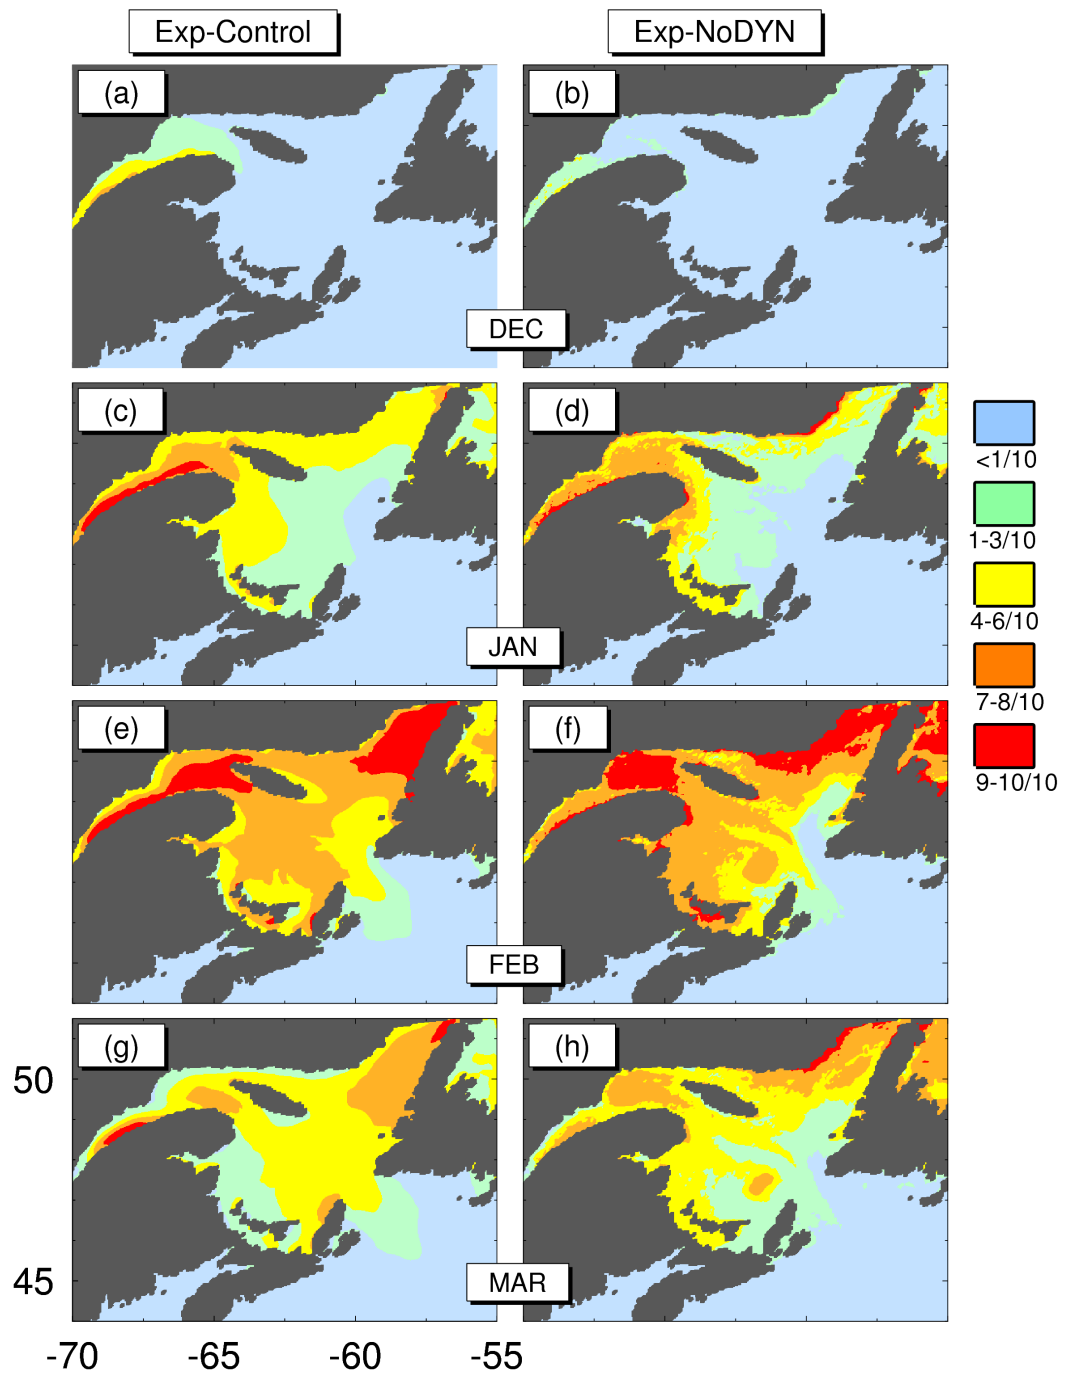 Exp-Control
Exp-NoDYN
(a)
(b)
DEC
(c)
(d)
JAN
<1/10
1-3/10
4-6/10
7-8/10
9-10/10
(e)
(f)
FEB
(g)
(h)
MAR
50
45
-70
-65
-60
-55